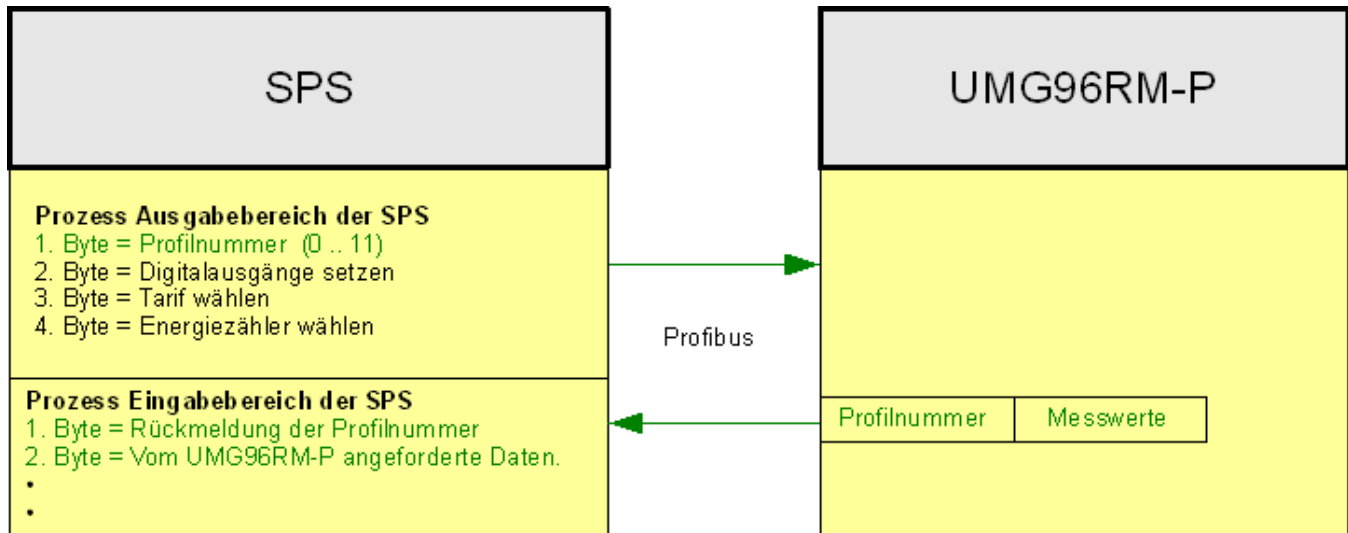 SPS
UMG96RM-P
Prozess Ausgabebereich der SPS
1. Byte = Profilnummer (0 .. 11)
2. Byte = Digitalausgänge setzen
3. Byte = Tarif wählen
4. Byte = Energiezähler wählen
Profibus
Prozess Eingabebereich der SPS
1. Byte = Rückmeldung der Profilnummer
2. Byte = Vom UMG96RM-P angeforderte Daten.
•
•
Profilnummer
Messwerte